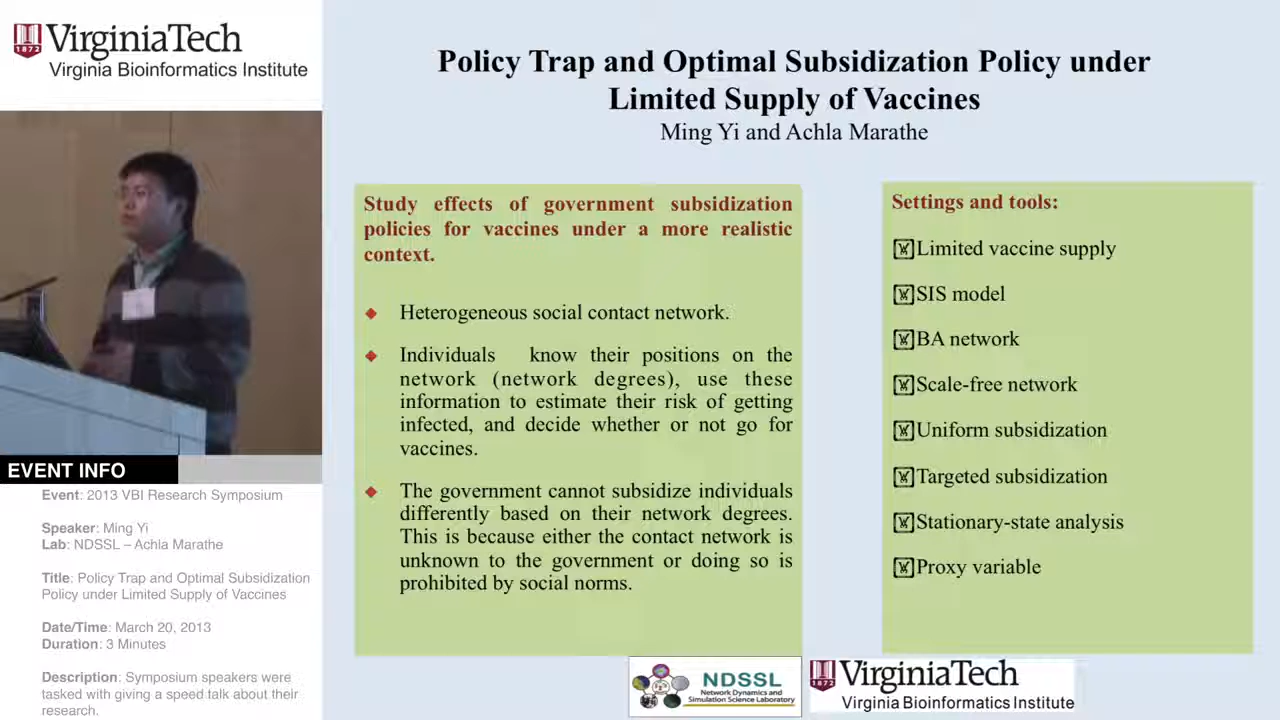 VirginiaTech
1872
Virginia Bioinformatics Institute
EVENT INFO
Event: 2013 VBI Research Symposium
Speaker: Ming Yi
Lab: NDSSL – Achla Marathe
Title: Policy Trap and Optimal Subsidization
Policy under Limited Supply of Vaccines
Date/Time: March 20, 2013
Duration: 3 Minutes
Description: Symposium speakers were
tasked with giving a speed talk about their
research.
Policy Trap and Optimal Subsidization Policy under
Limited Supply of Vaccines
Ming Yi and Achla Marathe
Study effects of government subsidization
policies for vaccines under a more realistic
context.
Heterogeneous social contact network.
Individuals know their positions on the
network (network degrees), use these
information to estimate their risk of getting
infected, and decide whether or not go for
vaccines.
The government cannot subsidize individuals
differently based on their network degrees.
This is because either the contact network is
unknown to the government or doing so is
prohibited by social norms.
Settings and tools:
Limited vaccine supply
SIS model
BA network
Scale-free network
Uniform subsidization
Targeted subsidization
Stationary-state analysis
Proxy variable
NDSSL
Network Dynamics and
Simulation Science Laboratory
VirginiaTech
1872
Virginia Bioinformatics Institute